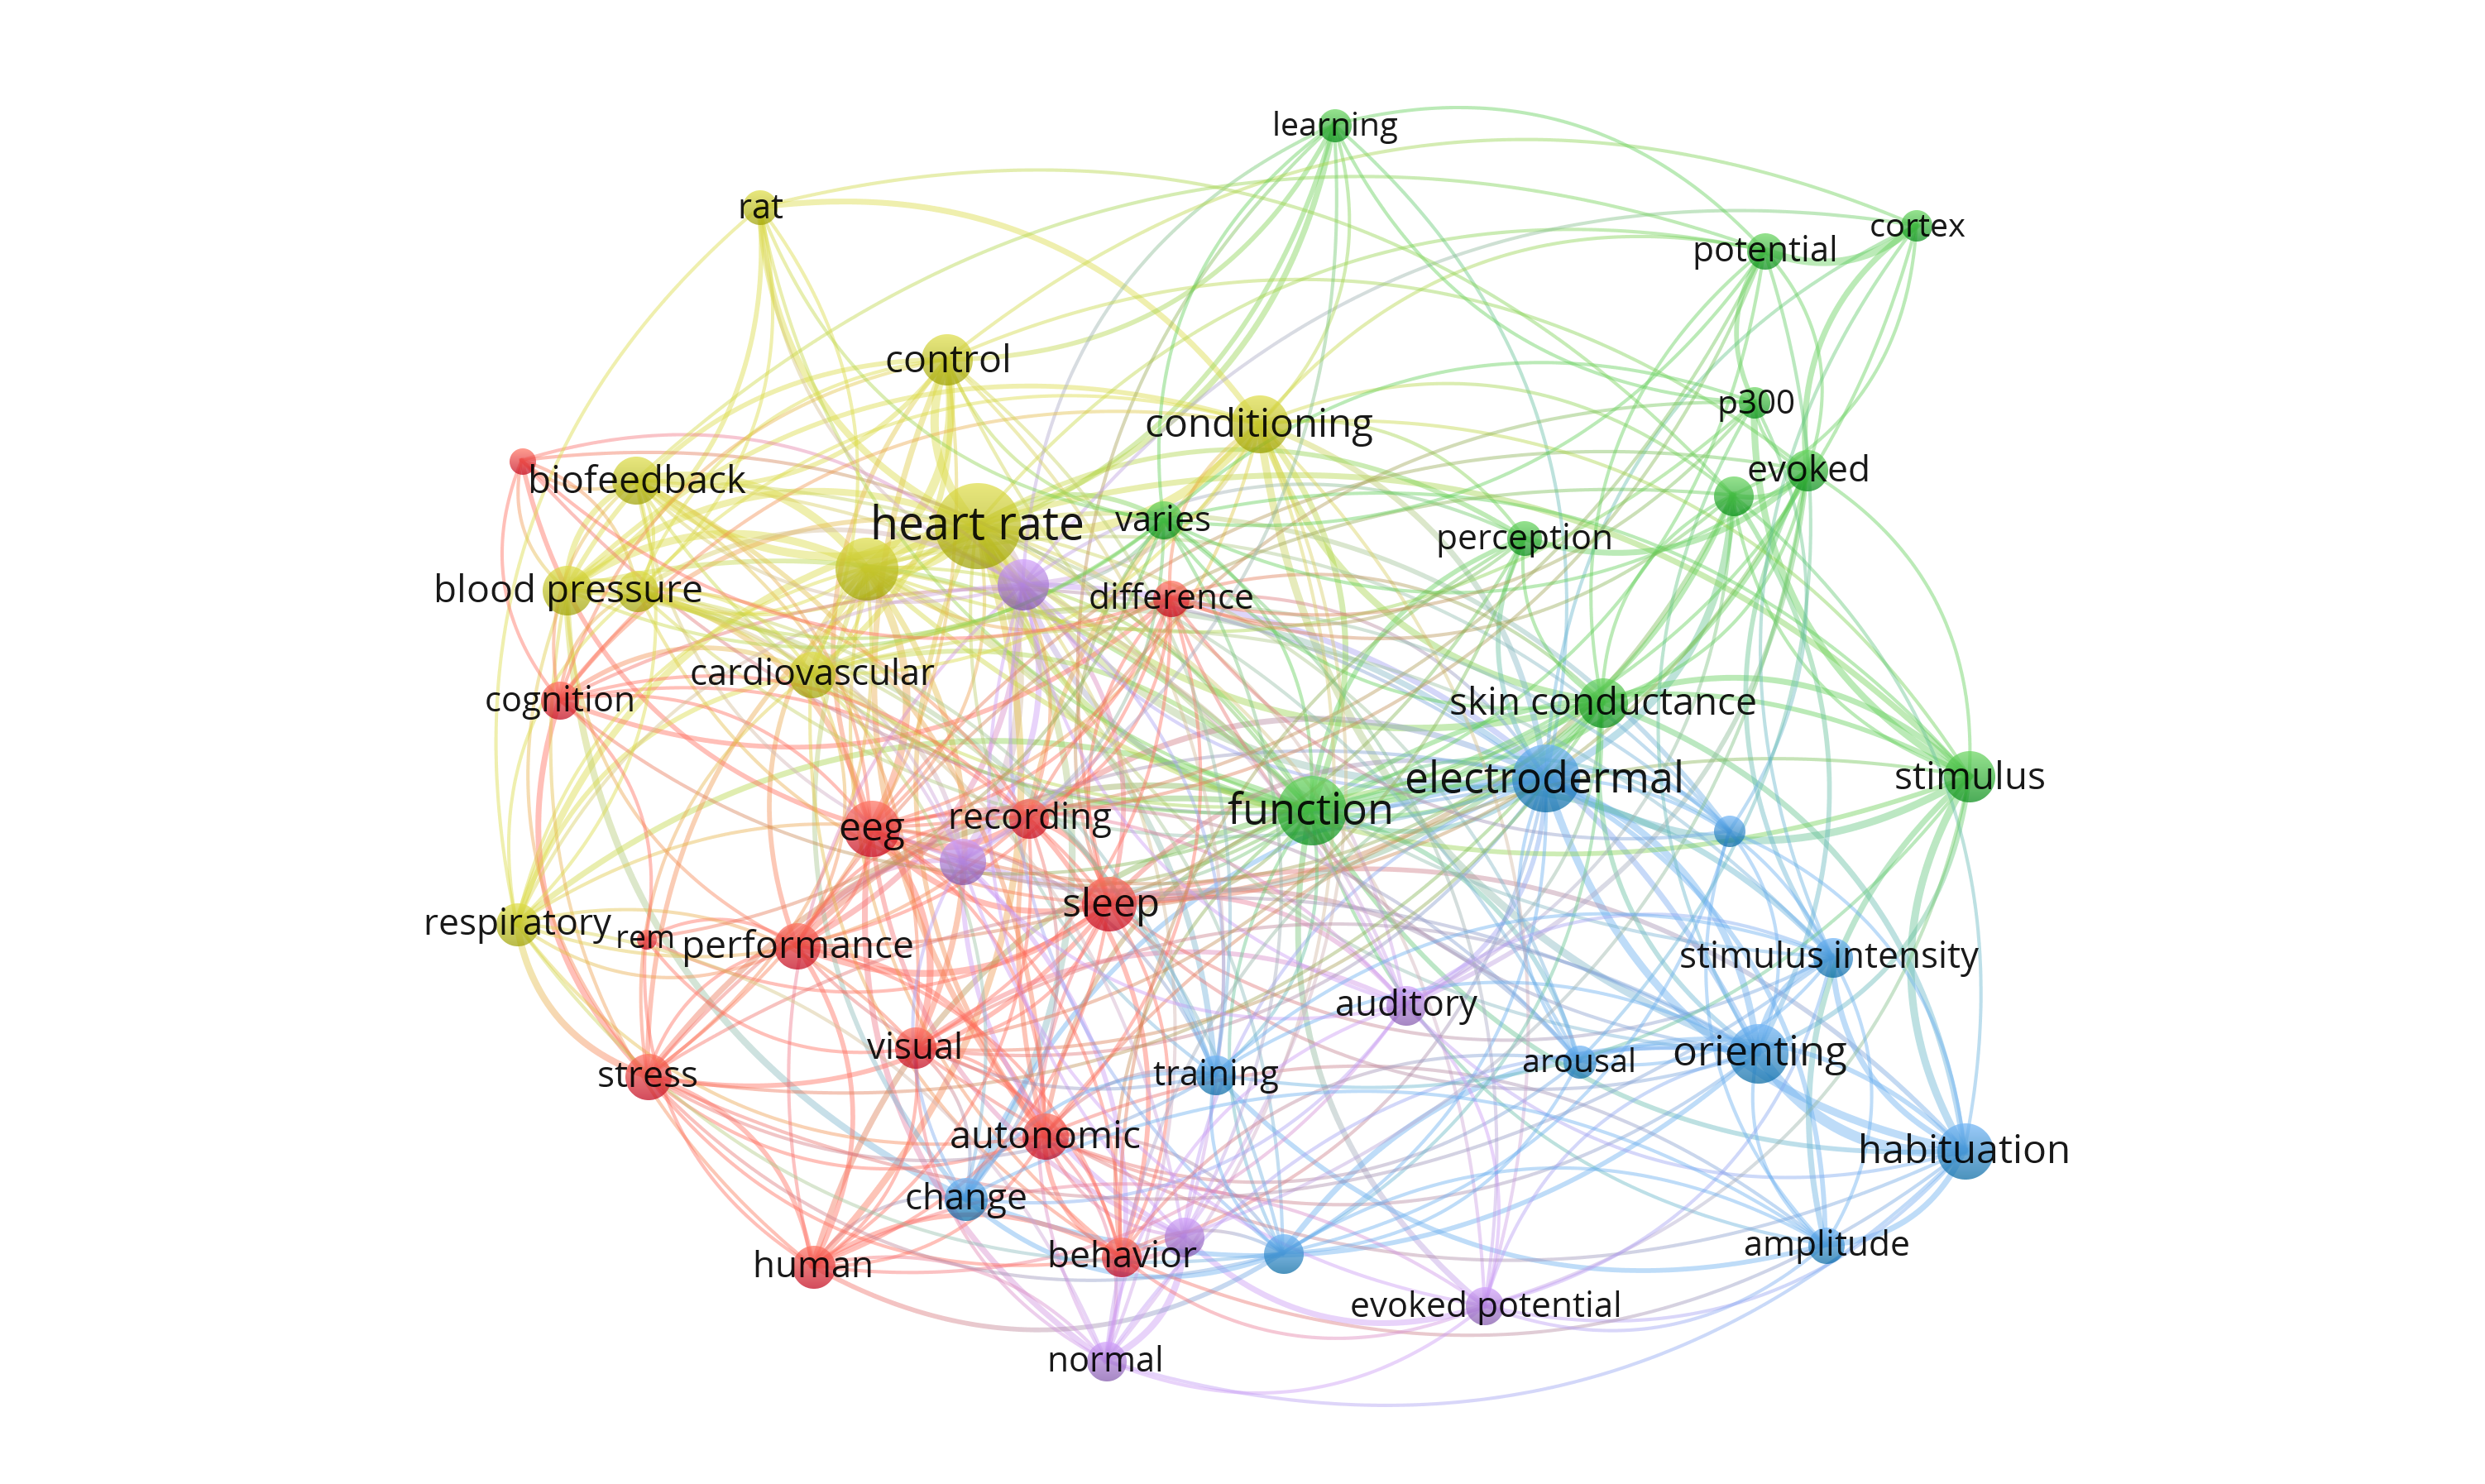 learning
rat
cortex
potential
control
p300
conditioning
evoked
biofeedback
heart rate
varies
perception
blood pressure
difference
cardiovascular
cognition
skin conductance
electrodermal
stimulus
function
recording
eeg
sleep
respiratory
rem
performance
stimulus intensity
auditory
visual
orienting
arousal
stress
training
autonomic
habituation
change
amplitude
behavior
human
evoked potential
normal